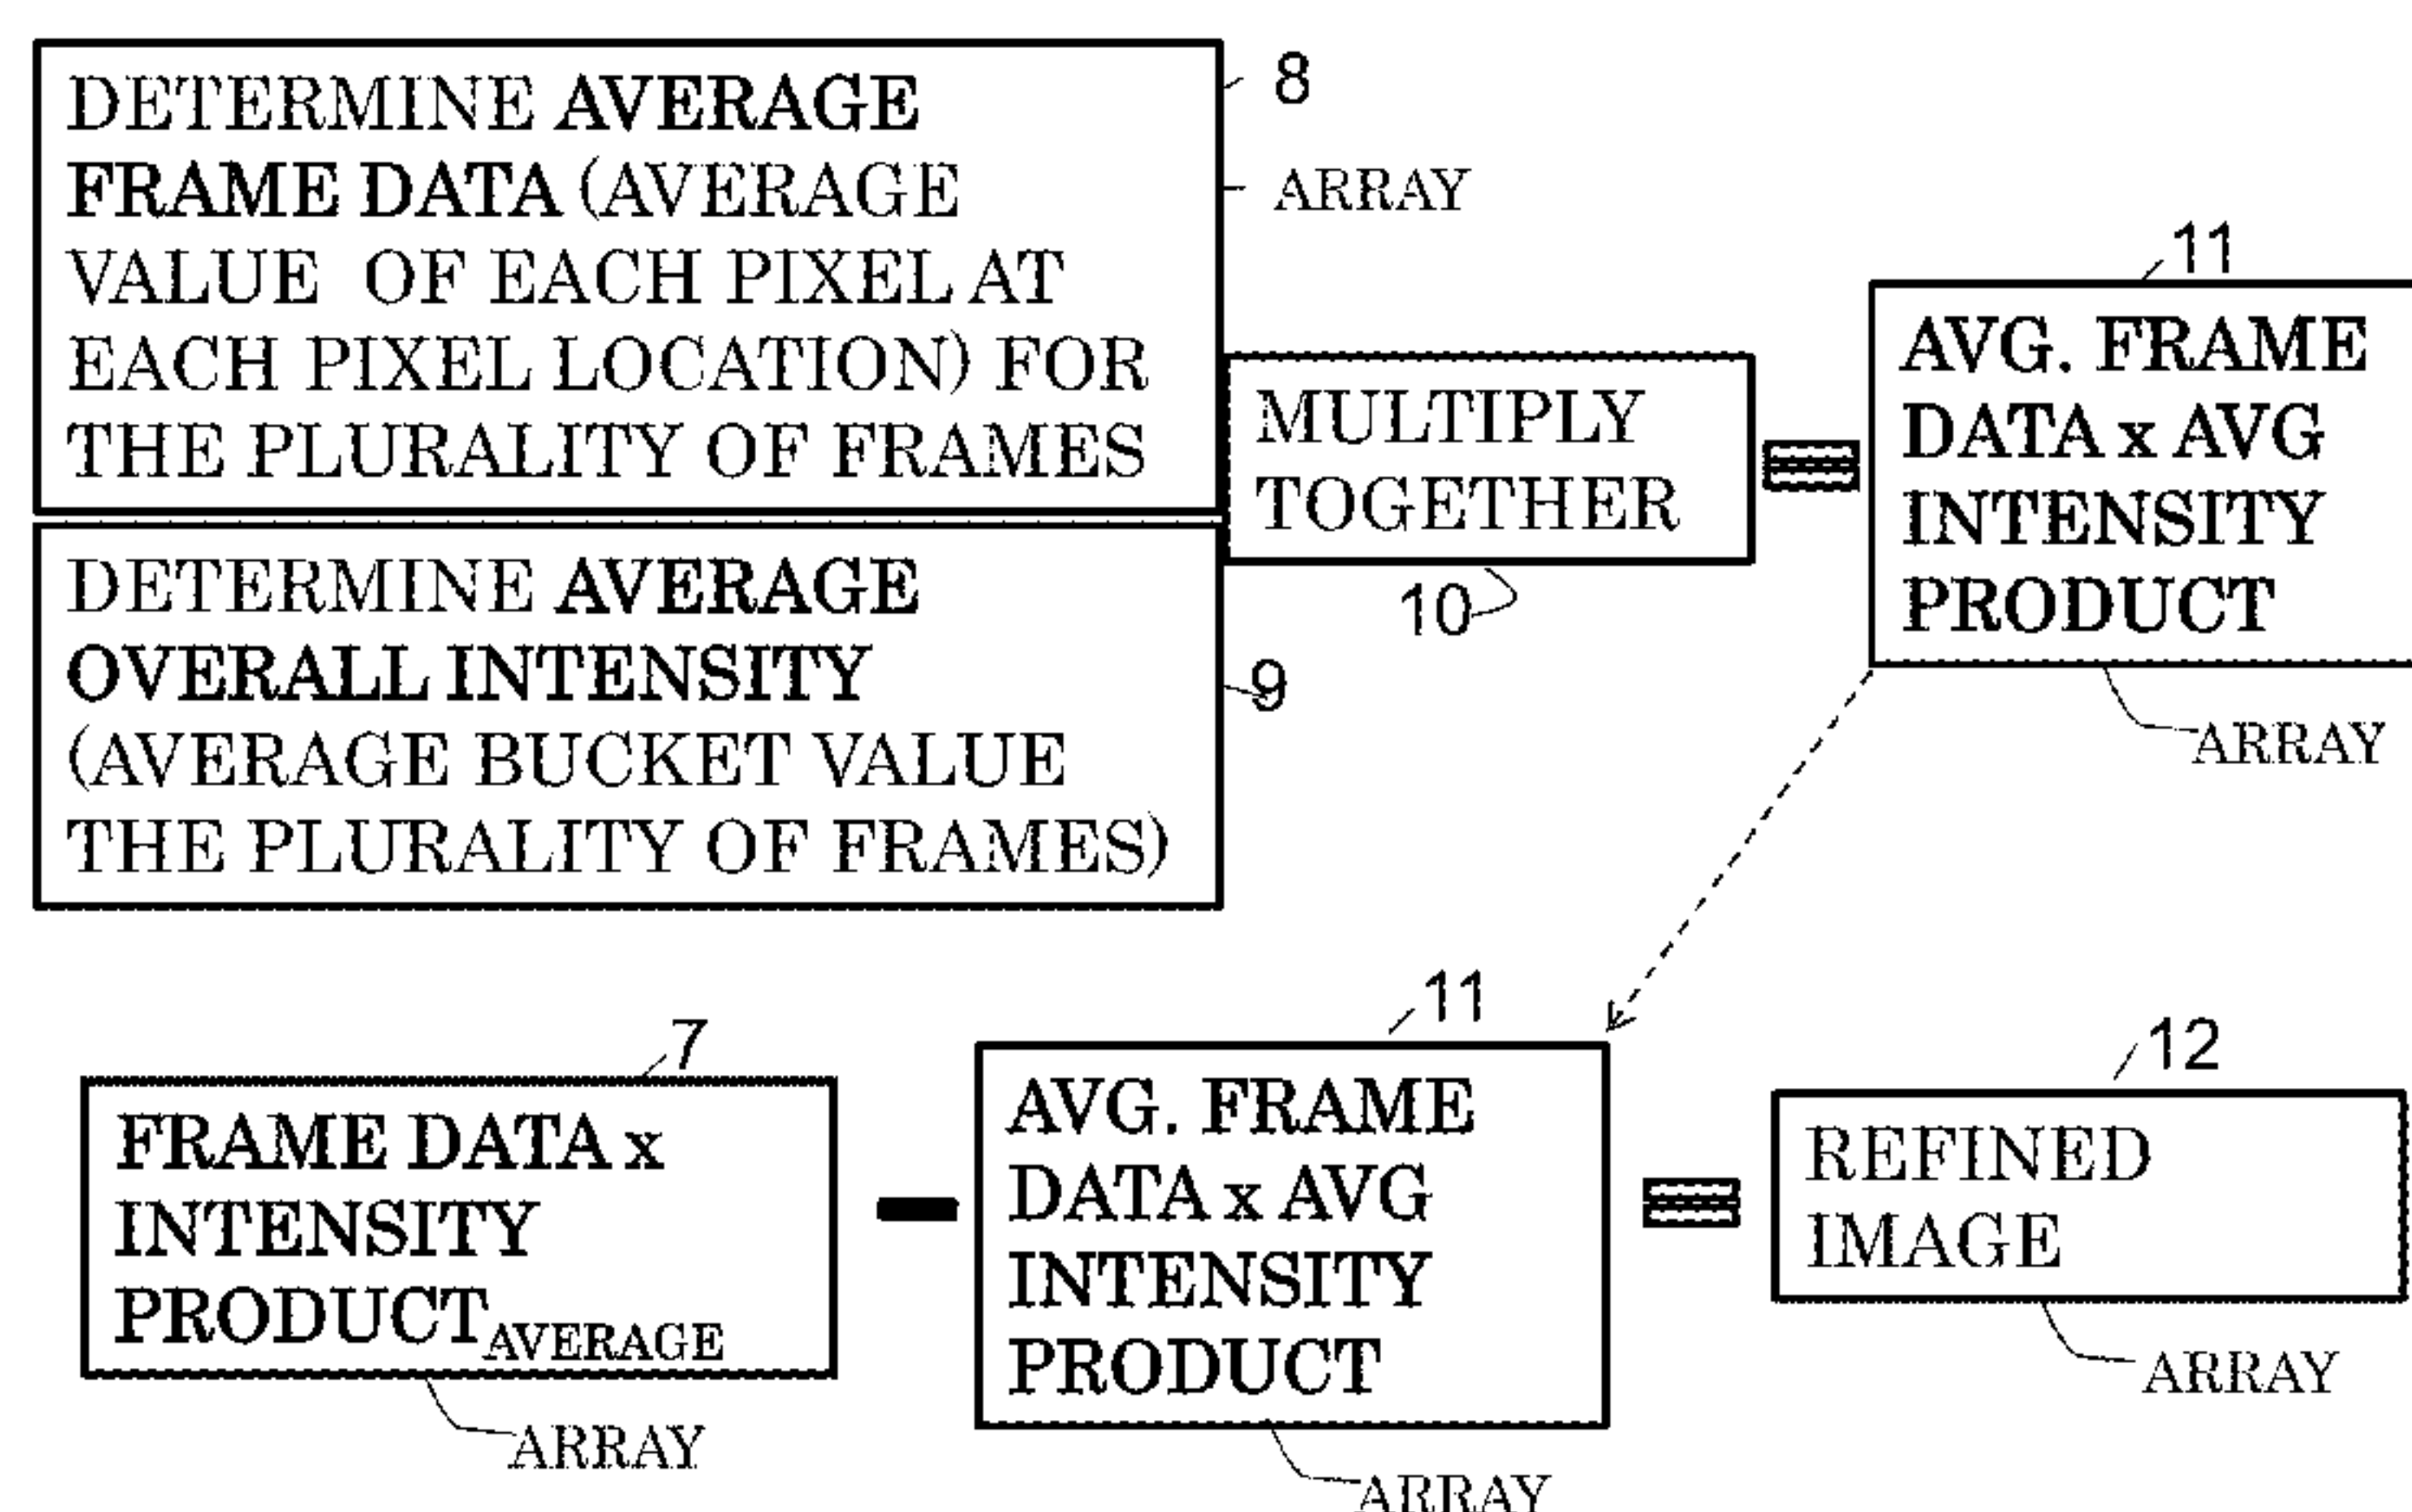 DETERMINE AVERAGE
FRAME DATA (AVERAGE
VALUE OF EACH PIXEL AT
EACH PIXEL LOCATION) FOR
THE PLURALITY OF FRAMES
8
ARRAY
DETERMINE AVERAGE
OVERALL INTENSITY
(AVERAGE BUCKET VALUE
THE PLURALITY OF FRAMES)
9
MULTIPLY
TOGETHER
10
=
11
AVG. FRAME
DATA x AVG
INTENSITY
PRODUCT
ARRAY
7
FRAME DATA x
INTENSITY
PRODUCT AVERAGE
ARRAY
-
11
AVG. FRAME
DATA x AVG
INTENSITY
PRODUCT
ARRAY
=
12
REFINED
IMAGE
ARRAY